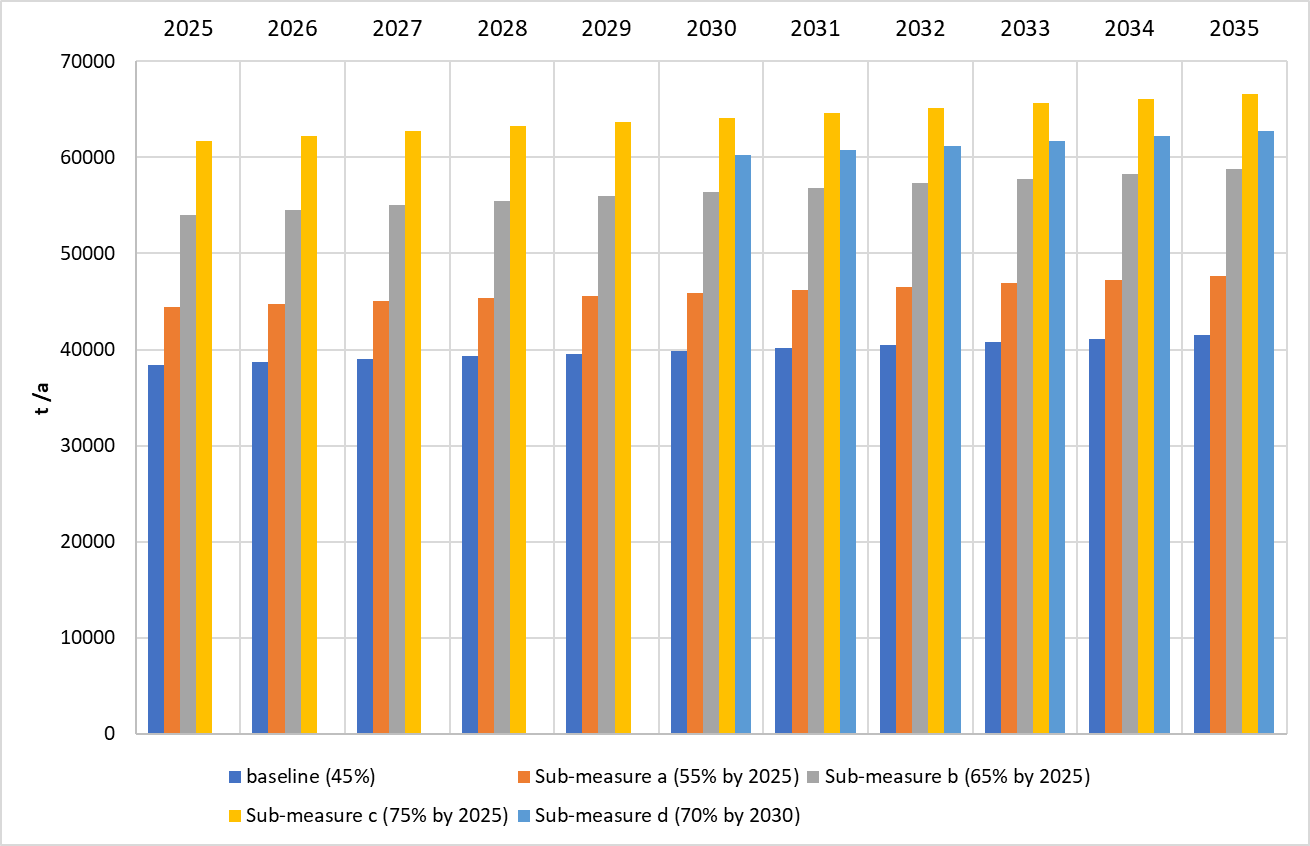 2025 2026 2027 2028 2029 2030 2031 2032 2033 2034 2035
70000
60000
50000
40000
30000
20000
10000
0
t /a
baseline (45%) Sub-measure a (55% by 2025) Sub-measure b (65% by 2025)
Sub-measure c (75% by 2025) Sub-measure d (70% by 2030)